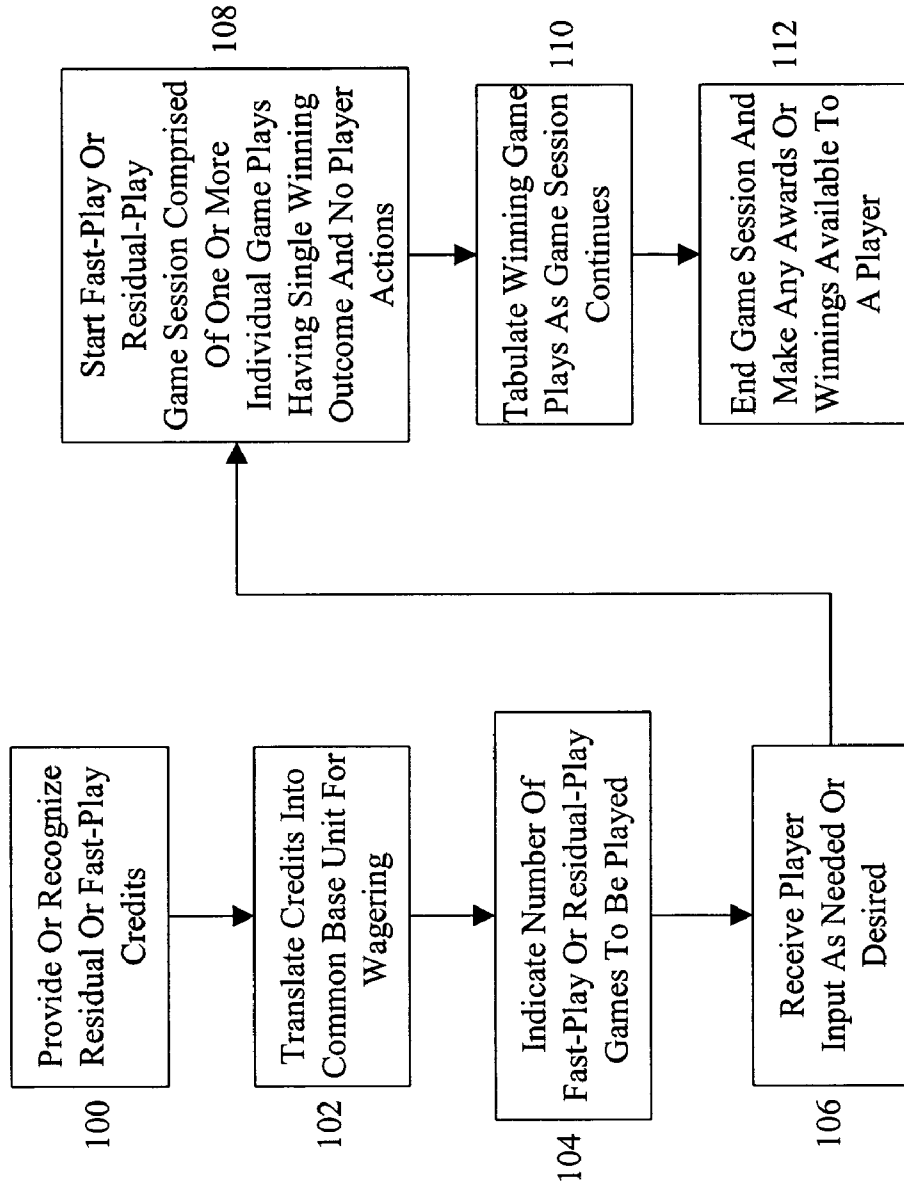 100
Provide Or Recognize
Residual Or Fast-Play
Credits
102
Translate Credits Into
Common Base Unit For
Wagering
104
Indicate Number Of
Fast-Play Or Residual-Play
Games To be Played
106
Receive Player
Input As Needed Or
Desired
108
Start Fast-Play Or
Residual-Play
Game Session Comprised
Of One Or More
Individual Game Plays
Having Single Winning
Outcome And No Player
Actions
110
Tabulate Winning Game
Plays As Game Session
Continues
112
End Game Session And
Make Any Awards Or
Winnings Available To
A Player